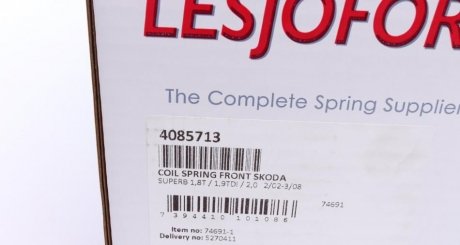 LESJÖFOR
The Complete Spring Supplier
4085713
COIL SPRING FRONT SKODA
SUPERB 1,8T / 1,9TDI / 2,0 2/02-3/08
74691
7 394410 101086
Item no: 74691-1
Delivery no: 5270411